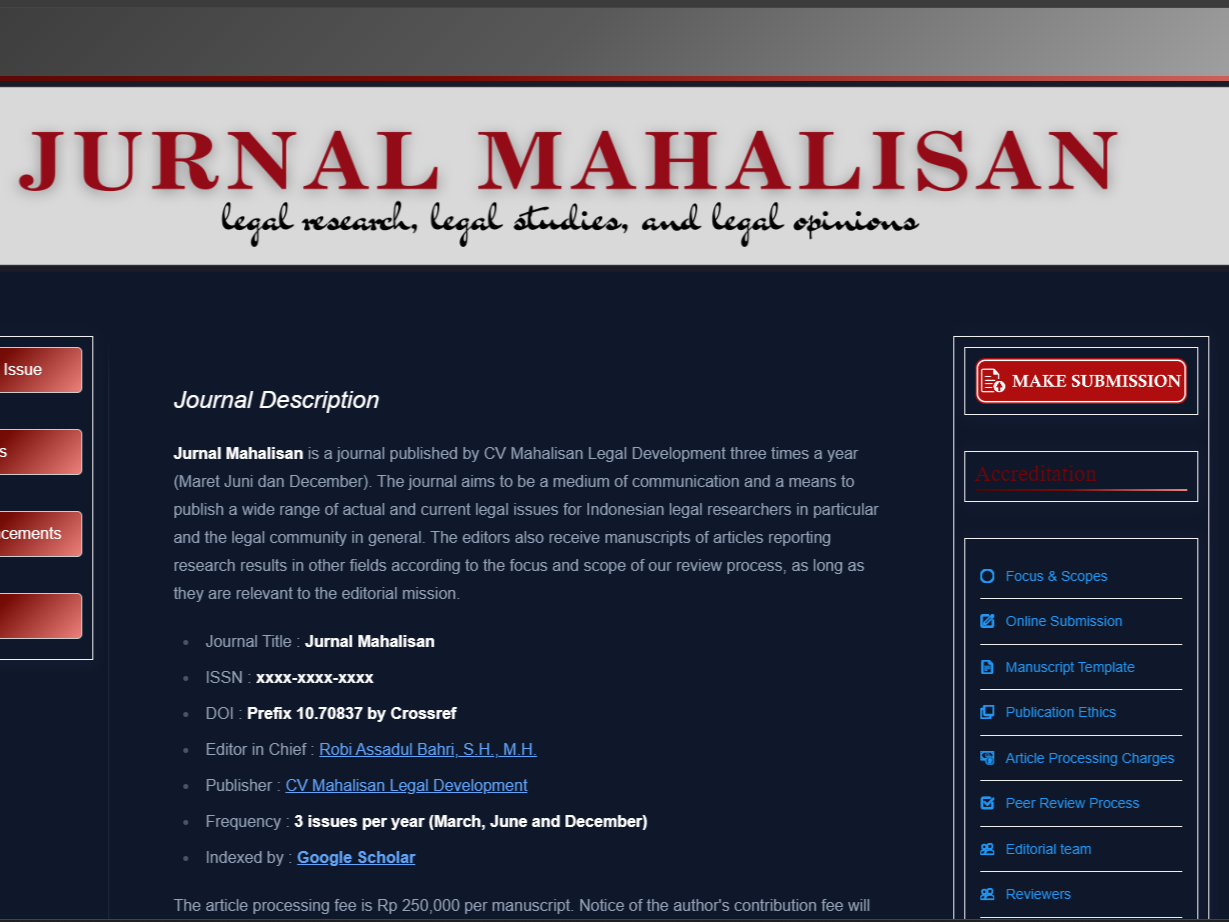 JURNAL MAHALISAN
legal research, legal studies, and legal opinions
Issue
s
cements
Journal Description
Jurnal Mahalisan is a journal published by CV Mahalisan Legal Development three times a year
(Maret Juni dan December). The journal aims to be a medium of communication and a means to
publish a wide range of actual and current legal issues for Indonesian legal researchers in particular
and the legal community in general. The editors also receive manuscripts of articles reporting
research results in other fields according to the focus and scope of our review process, as long as
they are relevant to the editorial mission.
Journal Title : Jurnal Mahalisan
ISSN : xxxx-xxxx-xxxx
DOI : Prefix 10.70837 by Crossref
Editor in Chief : Robi Assadul Bahri, S.H., M.H.
Publisher : CV Mahalisan Legal Development
Frequency : 3 issues per year (March, June and December)
Indexed by : Google Scholar
The article processing fee is Rp 250,000 per manuscript. Notice of the author's contribution fee will
MAKE SUBMISSION
Accreditation
Focus & Scopes
Online Submission
Manuscript Template
Publication Ethics
Article Processing Charges
Peer Review Process
Editorial team
Reviewers